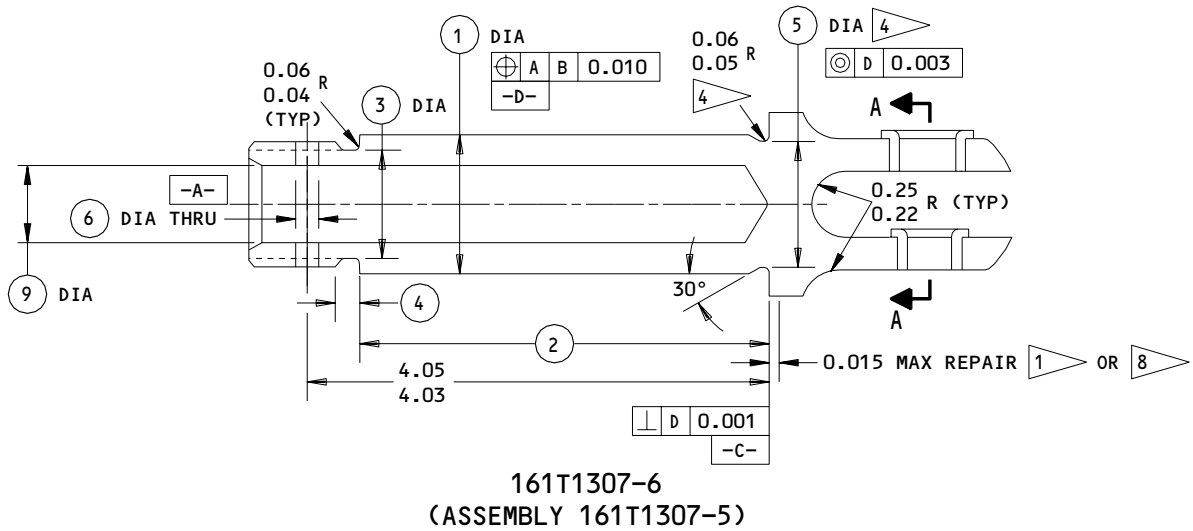 1 DIA
⌖ A B 0.010
-D-
0.06
0.05 R
4
5 DIA 4
◎ D 0.003
0.06
0.04 R
(TYP)
3 DIA
A
-A-
6 DIA THRU
0.25
0.22 R (TYP)
9 DIA
4
30°
A
2
0.015 MAX REPAIR 1 OR 8
4.05
4.03
⊥ D 0.001
-C-
161T1307-6
(ASSEMBLY 161T1307-5)